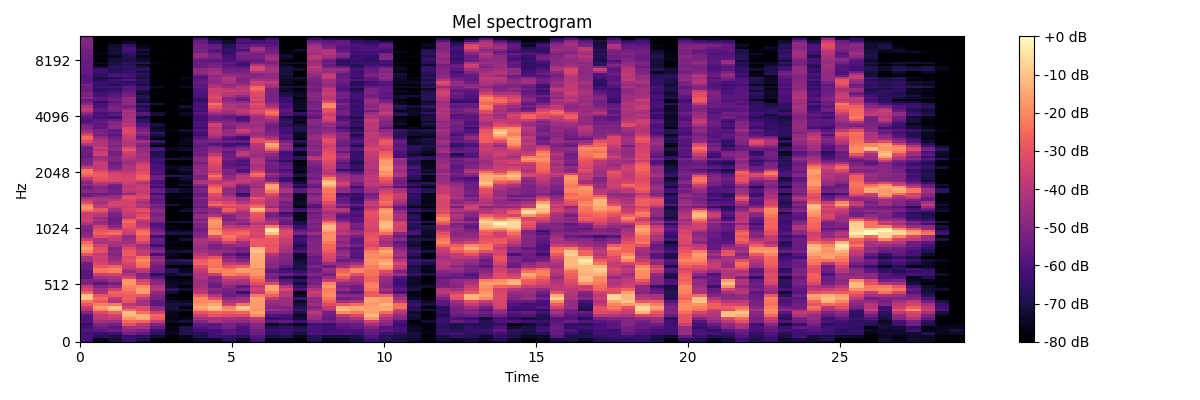 Mel spectrogram
8192
4096
2048
1024
512
0
Hz
0
5
10
15
20
25
Time
+0 dB
-10 dB
-20 dB
-30 dB
-40 dB
-50 dB
-60 dB
-70 dB
-80 dB